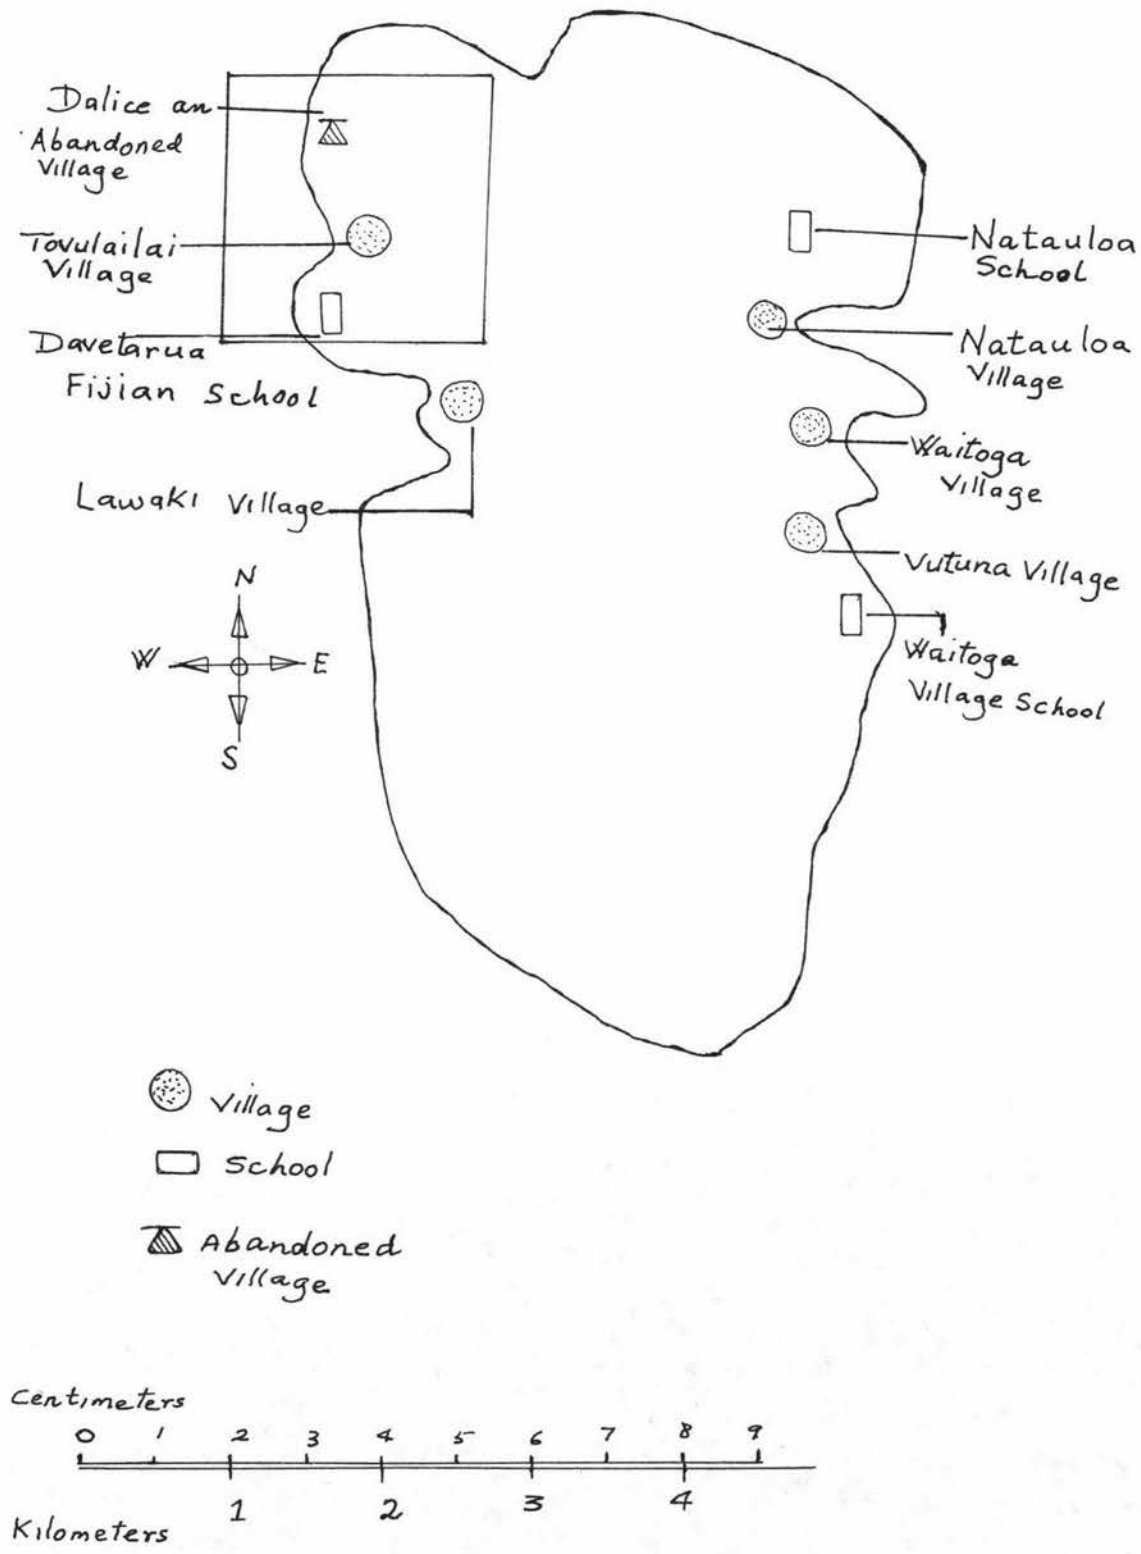 Dalice an
Abandoned
Village
Tovulailai
Village
Davetarua
Fijian School
Lawaki Village
Natauloa
School
Natauloa
Village
Waitoga
Village
Vutuna Village
Waitoga
Village School
N
W E
S
Village
School
Abandoned
Village
Centimeters
0 1 2 3 4 5 6 7 8 9
1 2 3 4
Kilometers